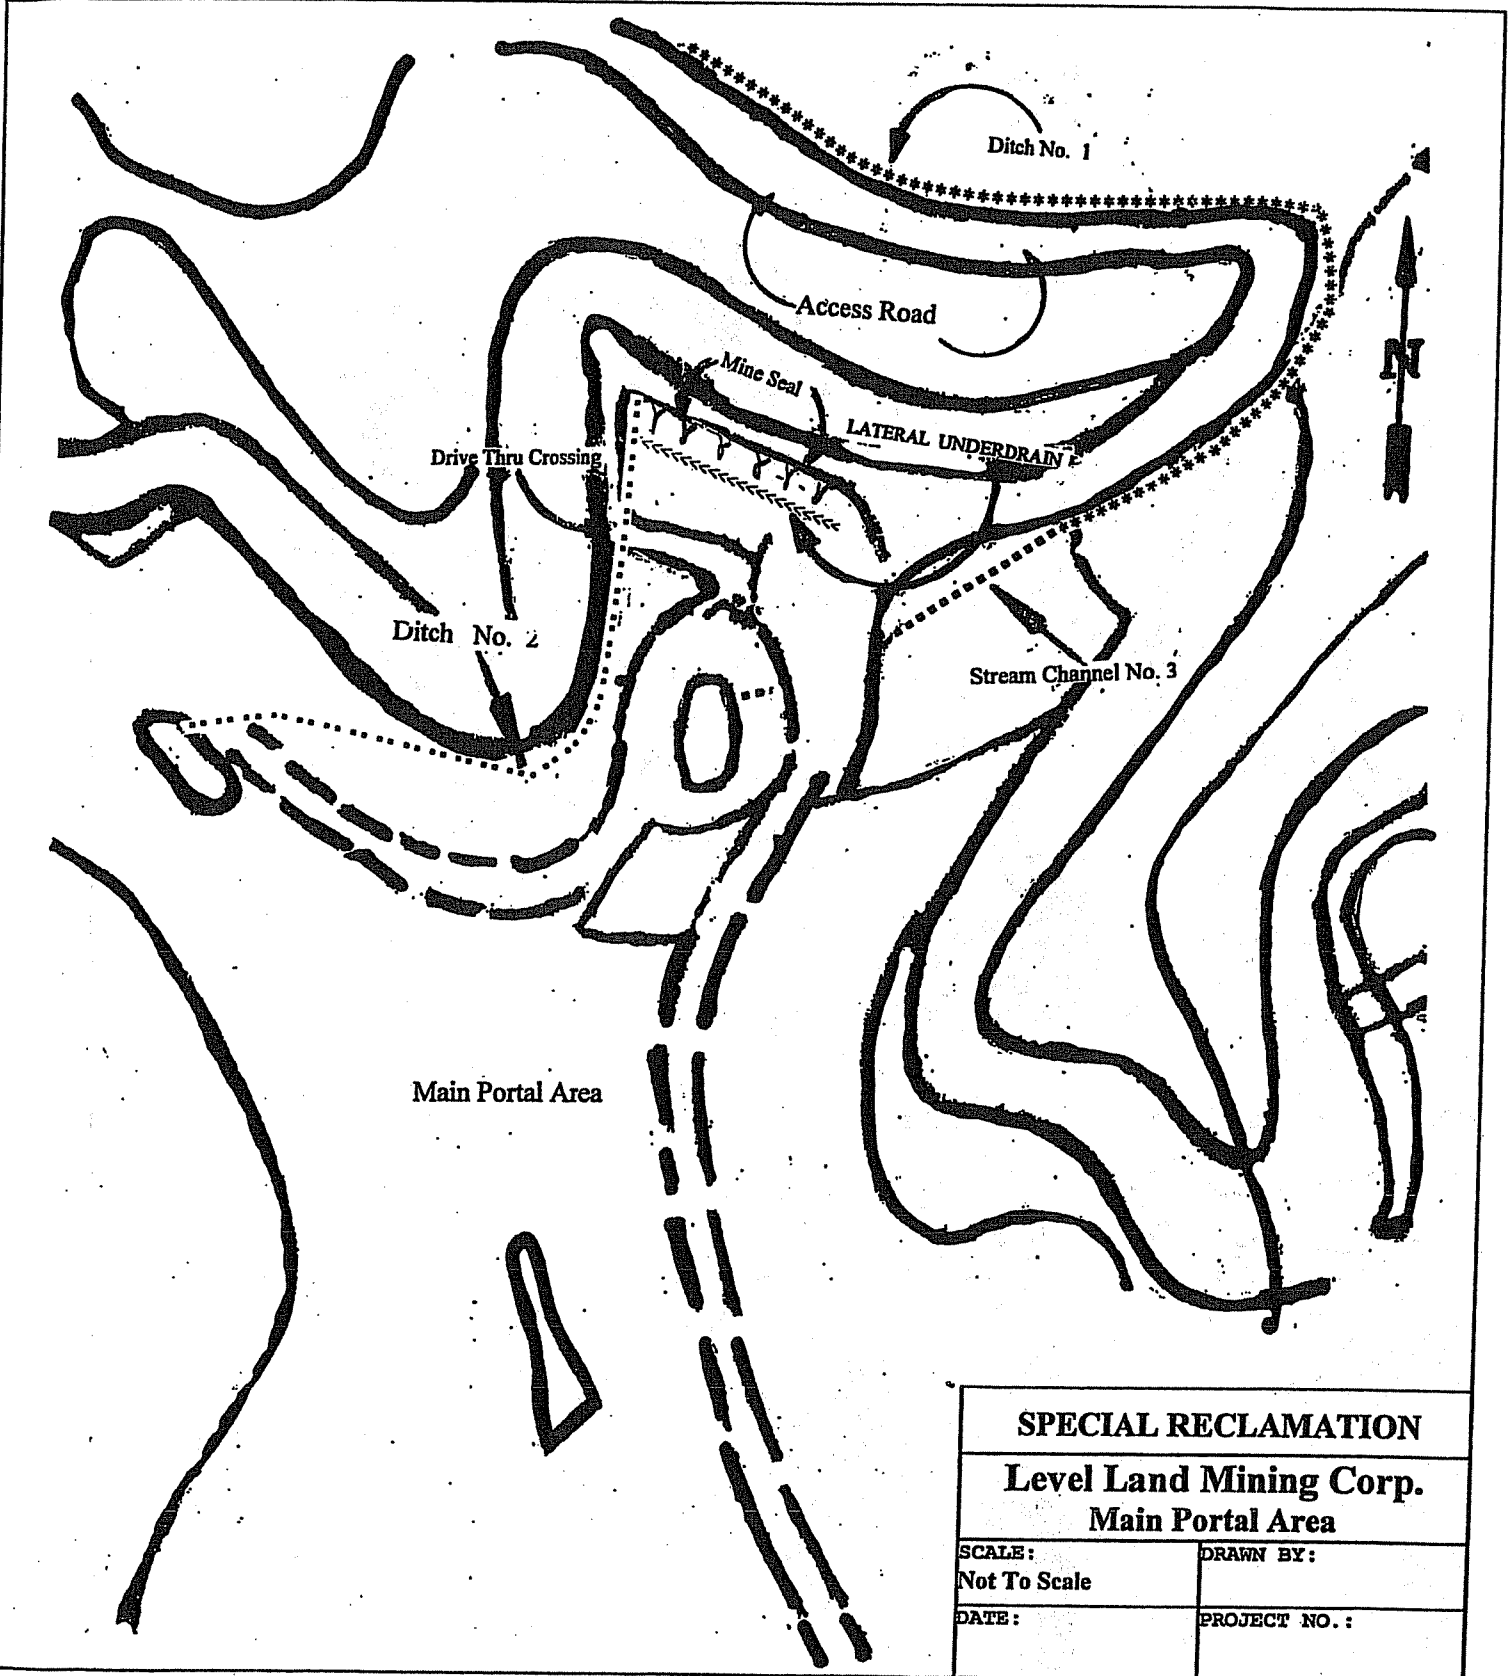 Ditch No. 1
Access Road
N
Mine Seal
LATERAL UNDERDRAIN
Drive Thru Crossing
Ditch No. 2
Stream Channel No. 3
Main Portal Area
SPECIAL RECLAMATION
Level Land Mining Corp.
Main Portal Area
SCALE:
Not To Scale
DRAWN BY:
DATE:
PROJECT NO.: